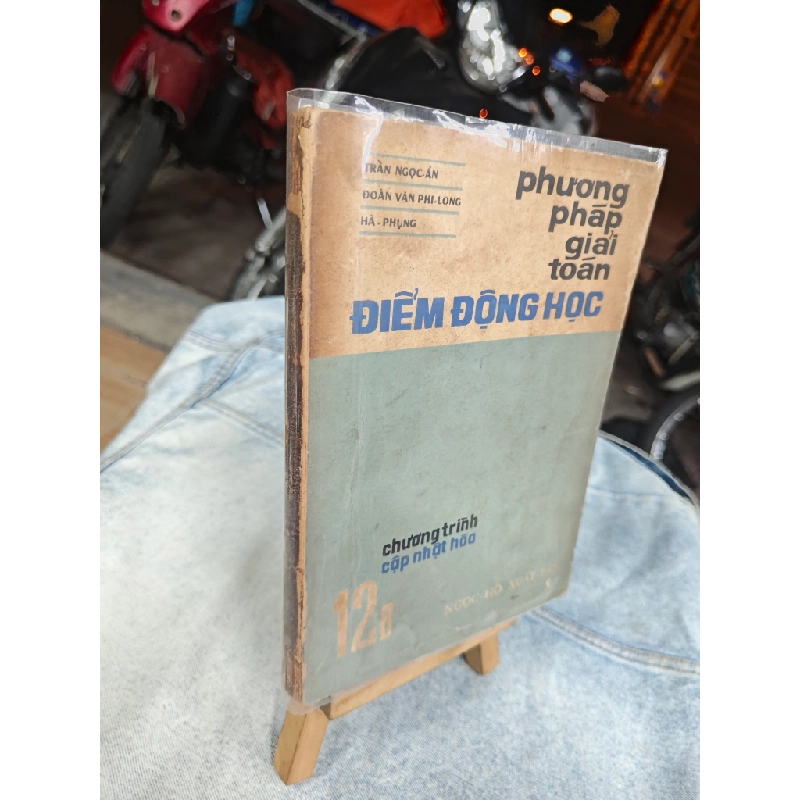 TRẦN NGỌC-ẨN
ĐOÀN VĂN PHI-LONG
HÀ-PHỤNG
phương
pháp
giải
toán
ĐIỂM ĐỘNG HỌC
chương trình
cập nhật hóa
12B